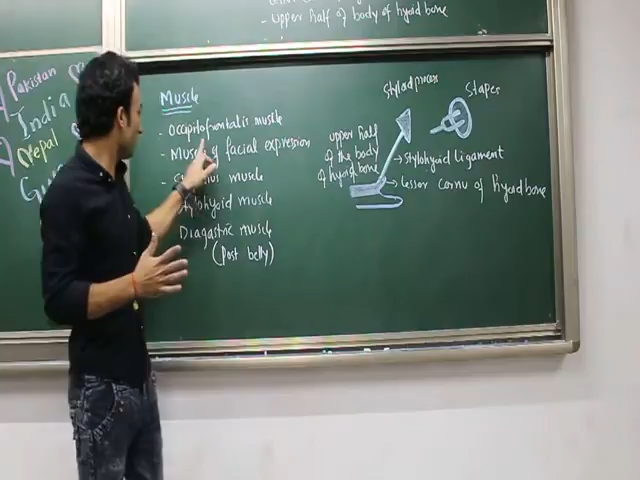 - Upper half of body of hyoid bone
Pakistan
India
Nepal
Muscle
- Occipitofrontalis muscle
- Muscle of facial expression
muscle
Stylohyoid muscle
Diagastric muscle
(post belly)
styloid process
Stapes
upper half
of the body
of hyoid bone
Stylohyoid ligament
Lessor cornu of hyoid bone